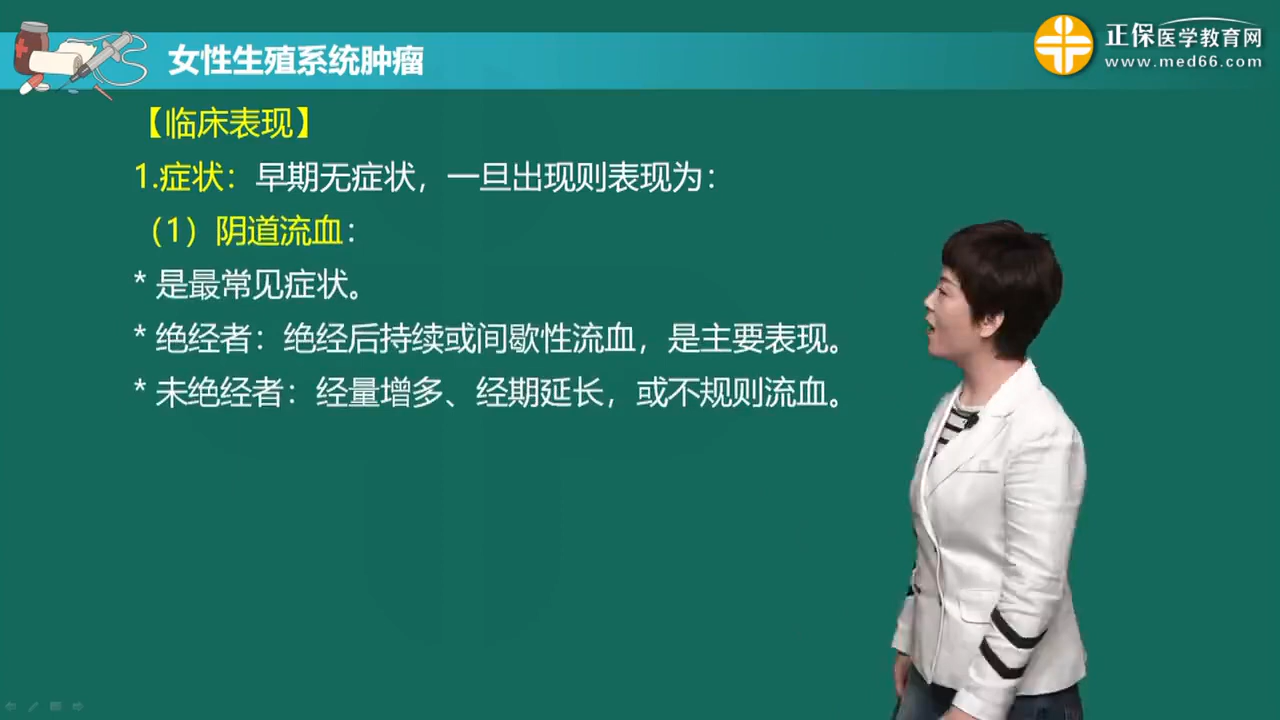 女性生殖系统肿瘤
正保医学教育网
www.med66.com
【临床表现】
1.症状：早期无症状，一旦出现则表现为：
（1）阴道流血：
* 是最常见症状。
* 绝经者：绝经后持续或间歇性流血，是主要表现。
* 未绝经者：经量增多、经期延长，或不规则流血。